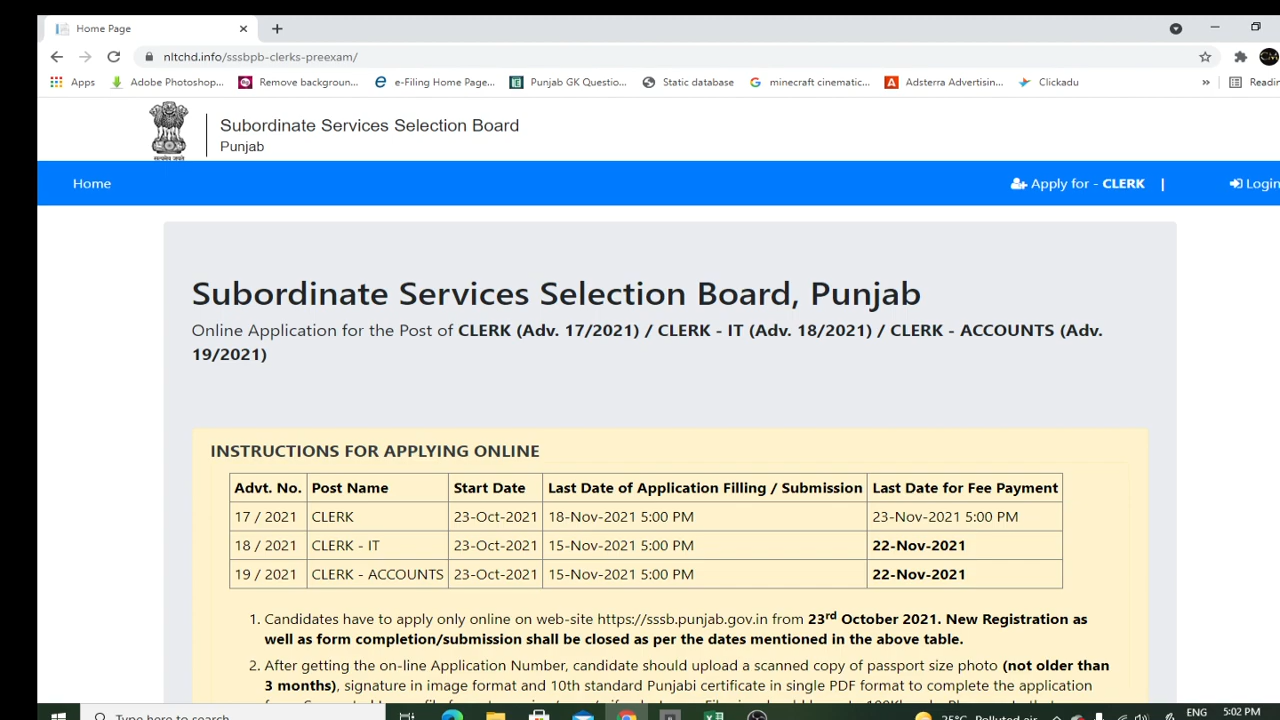 Home Page
nltchd.info/sssbpb-clerks-preexam/
Apps Adobe Photoshop... Remove backgroun... e-Filing Home Page... Punjab GK Questio... Static database minecraft cinematic... Adsterra Advertisin... Clickadu » Readin
Subordinate Services Selection Board
Punjab
सत्यमेव जयते
Home Apply for - CLERK | Login
Subordinate Services Selection Board, Punjab
Online Application for the Post of CLERK (Adv. 17/2021) / CLERK - IT (Adv. 18/2021) / CLERK - ACCOUNTS (Adv.
19/2021)
INSTRUCTIONS FOR APPLYING ONLINE
Advt. No. Post Name Start Date Last Date of Application Filling / Submission Last Date for Fee Payment
17 / 2021 CLERK 23-Oct-2021 18-Nov-2021 5:00 PM 23-Nov-2021 5:00 PM
18 / 2021 CLERK - IT 23-Oct-2021 15-Nov-2021 5:00 PM 22-Nov-2021
19 / 2021 CLERK - ACCOUNTS 23-Oct-2021 15-Nov-2021 5:00 PM 22-Nov-2021
1. Candidates have to apply only online on web-site https://sssb.punjab.gov.in from 23rd October 2021. New Registration as
well as form completion/submission shall be closed as per the dates mentioned in the above table.
2. After getting the on-line Application Number, candidate should upload a scanned copy of passport size photo (not older than
3 months), signature in image format and 10th standard Punjabi certificate in single PDF format to complete the application
Type here to search 25°C Polluted air ENG 5:02 PM